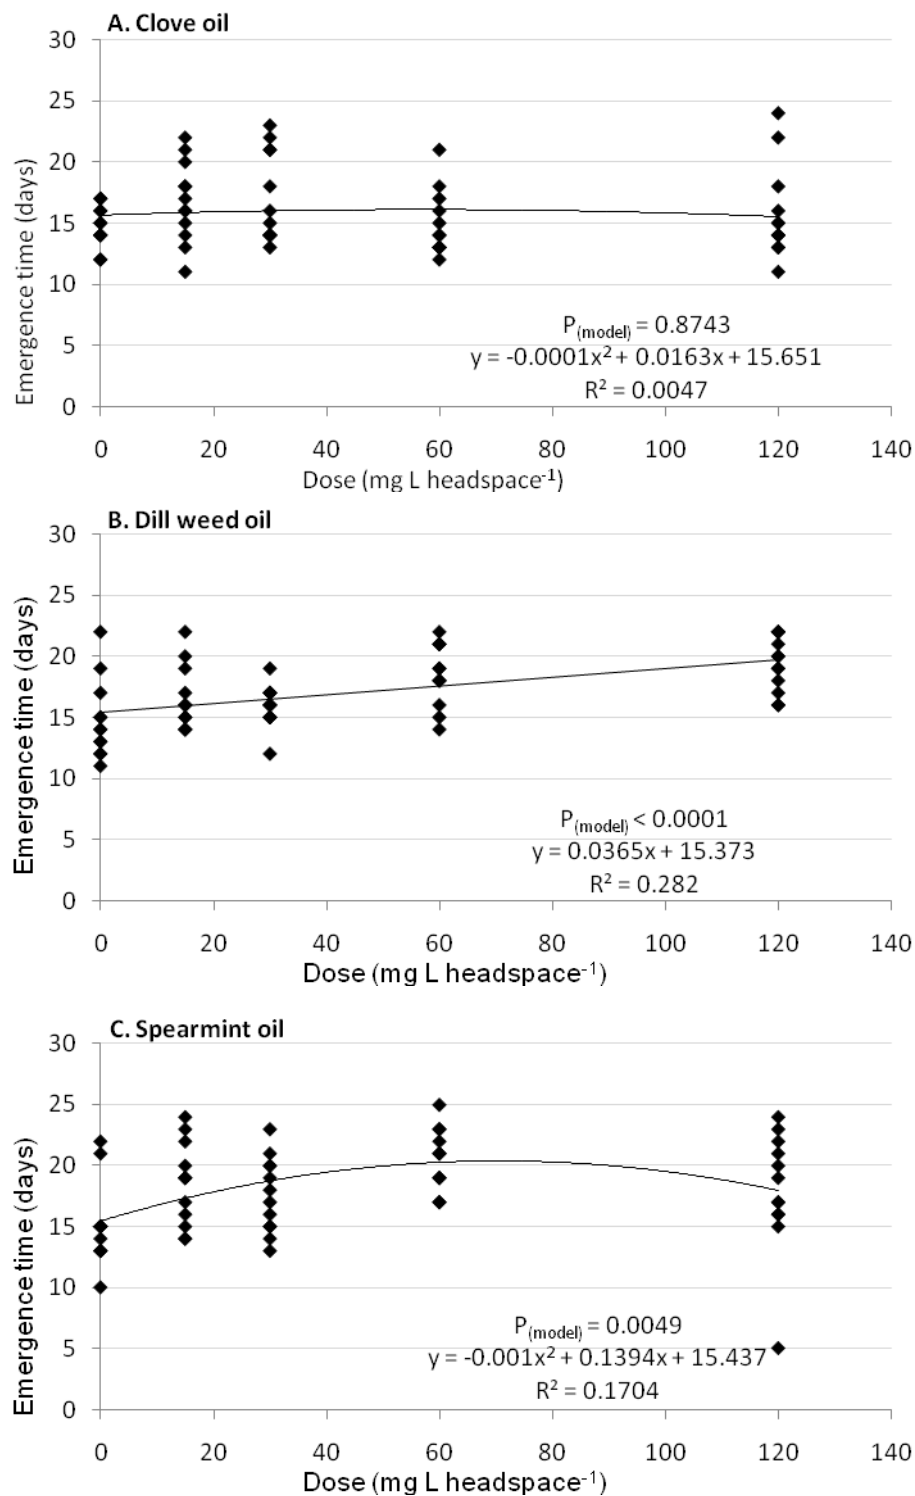 A. Clove oil
30
25
20
15
10
5
0
Emergence time (days)
P(model) = 0.8743
y = -0.0001x² + 0.0163x + 15.651
R² = 0.0047
0 20 40 60 80 100 120 140
Dose (mg L headspace⁻¹)
B. Dill weed oil
30
25
20
15
10
5
0
Emergence time (days)
P(model) < 0.0001
y = 0.0365x + 15.373
R² = 0.282
0 20 40 60 80 100 120 140
Dose (mg L headspace⁻¹)
C. Spearmint oil
30
25
20
15
10
5
0
Emergence time (days)
P(model) = 0.0049
y = -0.001x² + 0.1394x + 15.437
R² = 0.1704
0 20 40 60 80 100 120 140
Dose (mg L headspace⁻¹)